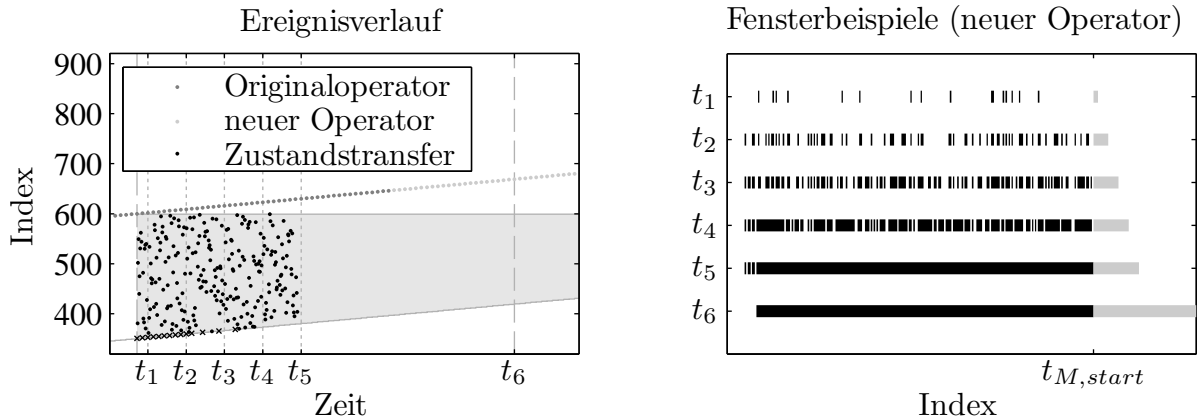 Ereignisverlauf
900
800
700
600
500
400
Index
Originaloperator
neuer Operator
Zustandstransfer
t1 t2 t3 t4 t5 t6
Zeit
Fensterbeispiele (neuer Operator)
t1
t2
t3
t4
t5
t6
tM,start
Index